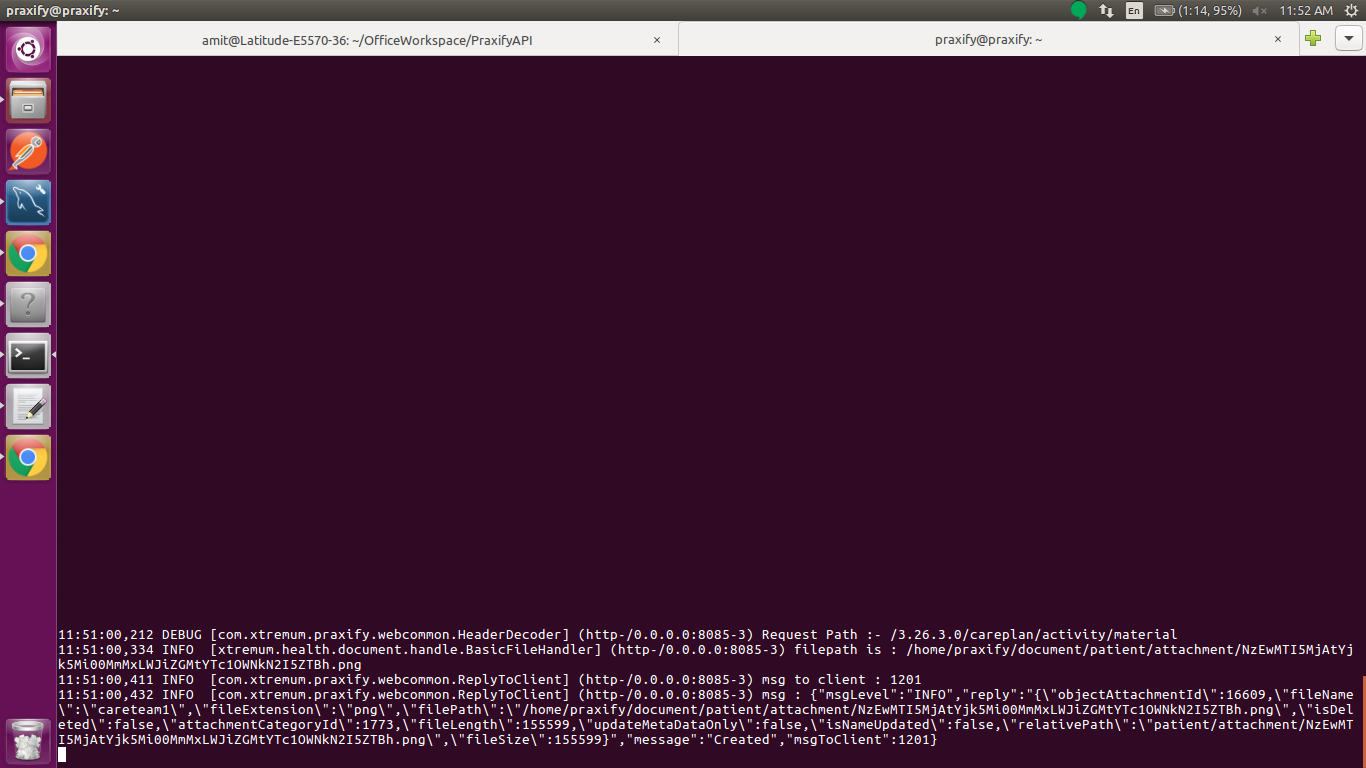 praxify@praxify: ~
En (1:14, 95%) 11:52 AM
amit@Latitude-E5570-36: ~/OfficeWorkspace/PraxifyAPI × praxify@praxify: ~ ×
11:51:00,212 DEBUG [com.xtremum.praxify.webcommon.HeaderDecoder] (http-/0.0.0.0:8085-3) Request Path :- /3.26.3.0/careplan/activity/material
11:51:00,334 INFO  [xtremum.health.document.handle.BasicFileHandler] (http-/0.0.0.0:8085-3) filepath is : /home/praxify/document/patient/attachment/NzEwMTI5MjAtYj
k5Mi00MmMxLWJiZGMtYTc1OWNkN2I5ZTBh.png
11:51:00,411 INFO  [com.xtremum.praxify.webcommon.ReplyToClient] (http-/0.0.0.0:8085-3) msg to client : 1201
11:51:00,432 INFO  [com.xtremum.praxify.webcommon.ReplyToClient] (http-/0.0.0.0:8085-3) msg : {"msgLevel":"INFO","reply":"{\"objectAttachmentId\":16609,\"fileName
\":\"careteam1\",\"fileExtension\":\"png\",\"filePath\":\"/home/praxify/document/patient/attachment/NzEwMTI5MjAtYjk5Mi00MmMxLWJiZGMtYTc1OWNkN2I5ZTBh.png\",\"isDel
eted\":false,\"attachmentCategoryId\":1773,\"fileLength\":155599,\"updateMetaDataOnly\":false,\"isNameUpdated\":false,\"relativePath\":\"patient/attachment/NzEwMT
I5MjAtYjk5Mi00MmMxLWJiZGMtYTc1OWNkN2I5ZTBh.png\",\"fileSize\":155599}","message":"Created","msgToClient":1201}